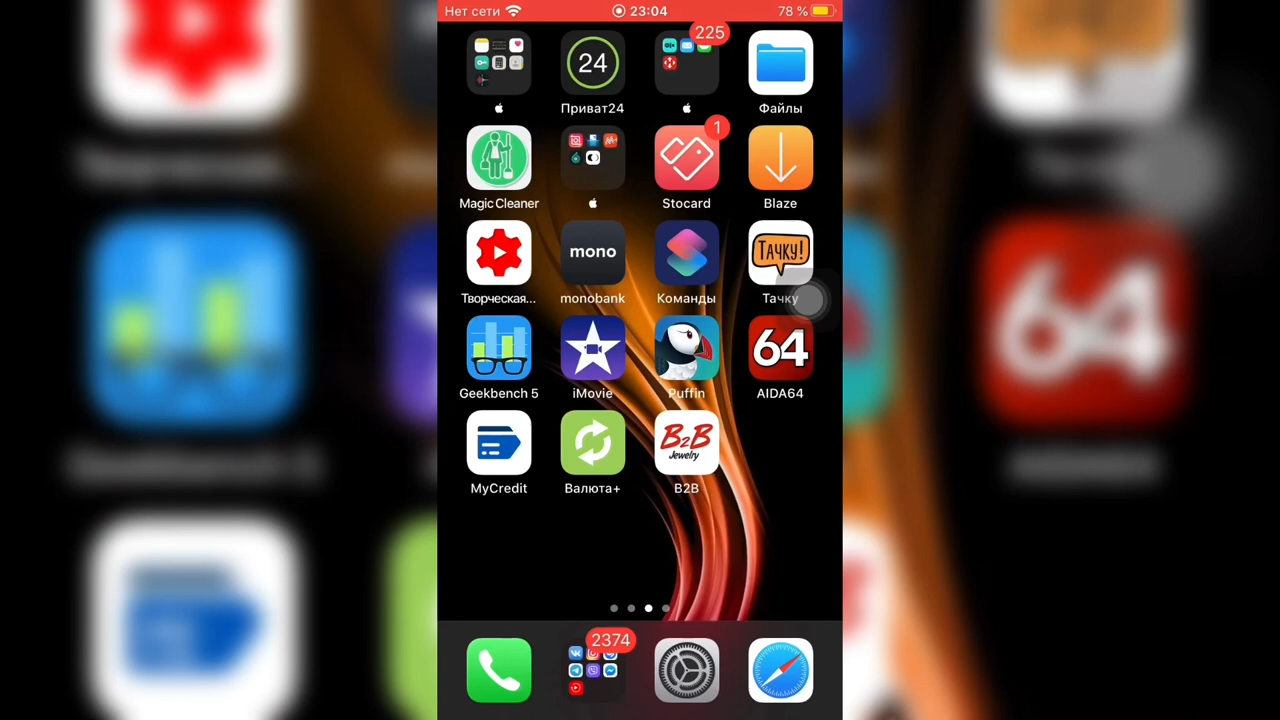 Нет сети 23:04 78 %
225
24
Приват24 Файлы
1
Magic Cleaner Stocard Blaze
mono ТАЧКУ!
Творческая... monobank Команды Тачку
64
Geekbench 5 iMovie Puffin AIDA64
B2B
Jewelry
MyCredit Валюта+ B2B
2374